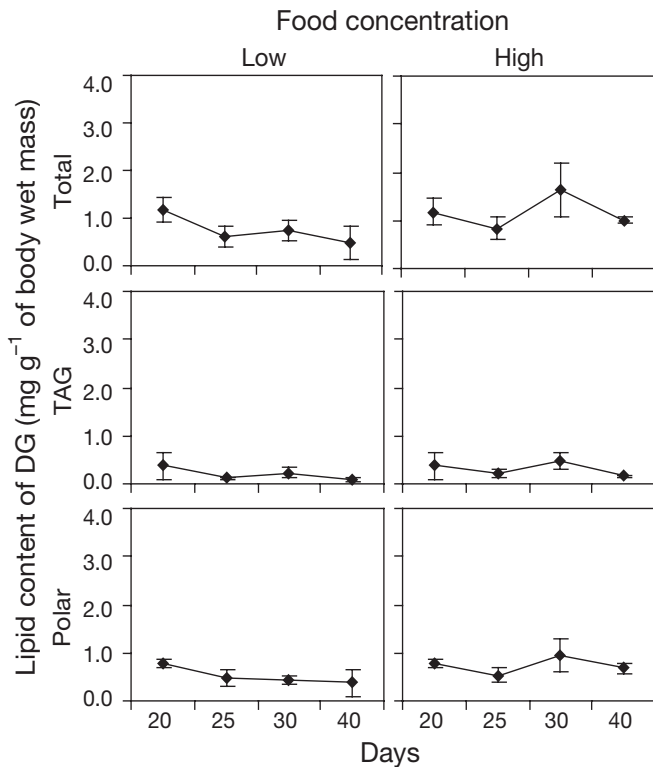 Food concentration
Low
High
Lipid content of DG (mg g⁻¹ of body wet mass)
Total
4.0
3.0
2.0
1.0
0.0
TAG
4.0
3.0
2.0
1.0
0.0
Polar
4.0
3.0
2.0
1.0
0.0
20 25 30 40
20 25 30 40
Days